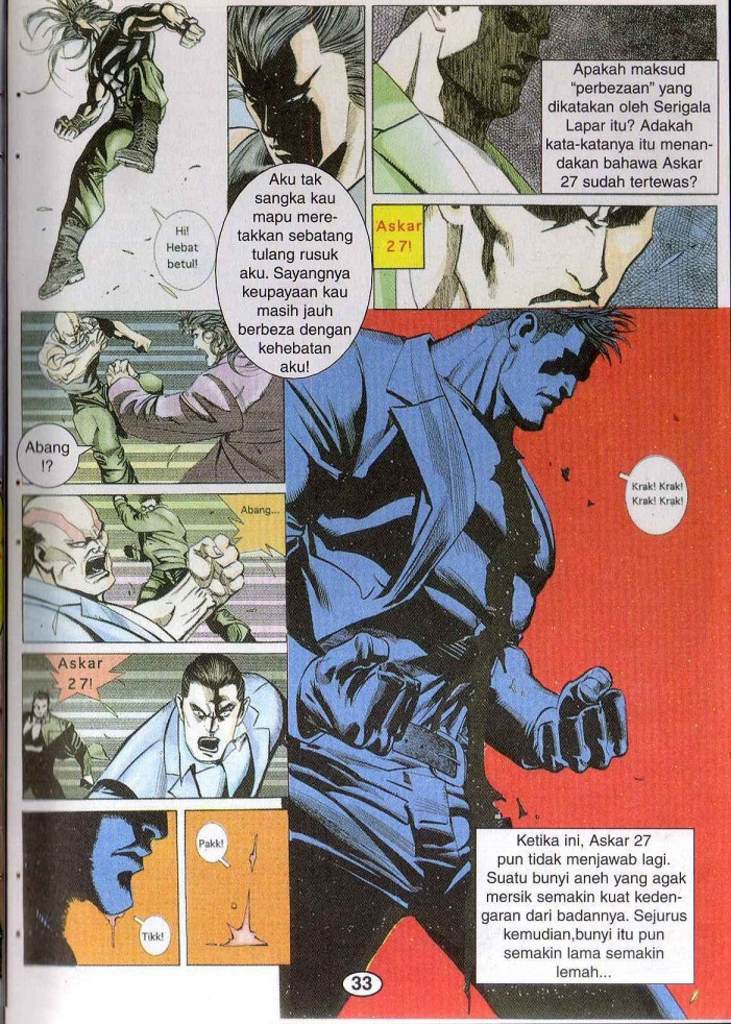 Hi!
Hebat
betul!
Aku tak
sangka kau
mapu mere-
takkan sebatang
tulang rusuk
aku. Sayangnya
keupayaan kau
masih jauh
berbeza dengan
kehebatan
aku!
Apakah maksud
"perbezaan" yang
dikatakan oleh Serigala
Lapar itu? Adakah
kata-katanya itu menan-
dakan bahawa Askar
27 sudah tertewas?
Askar
27!
Abang
!?
Abang...
Askar
27!
Krak! Krak!
Krak! Krak!
Tikk!
Pakk!
Ketika ini, Askar 27
pun tidak menjawab lagi.
Suatu bunyi aneh yang agak
mersik semakin kuat keden-
garan dari badannya. Sejurus
kemudian,bunyi itu pun
semakin lama semakin
lemah...
33